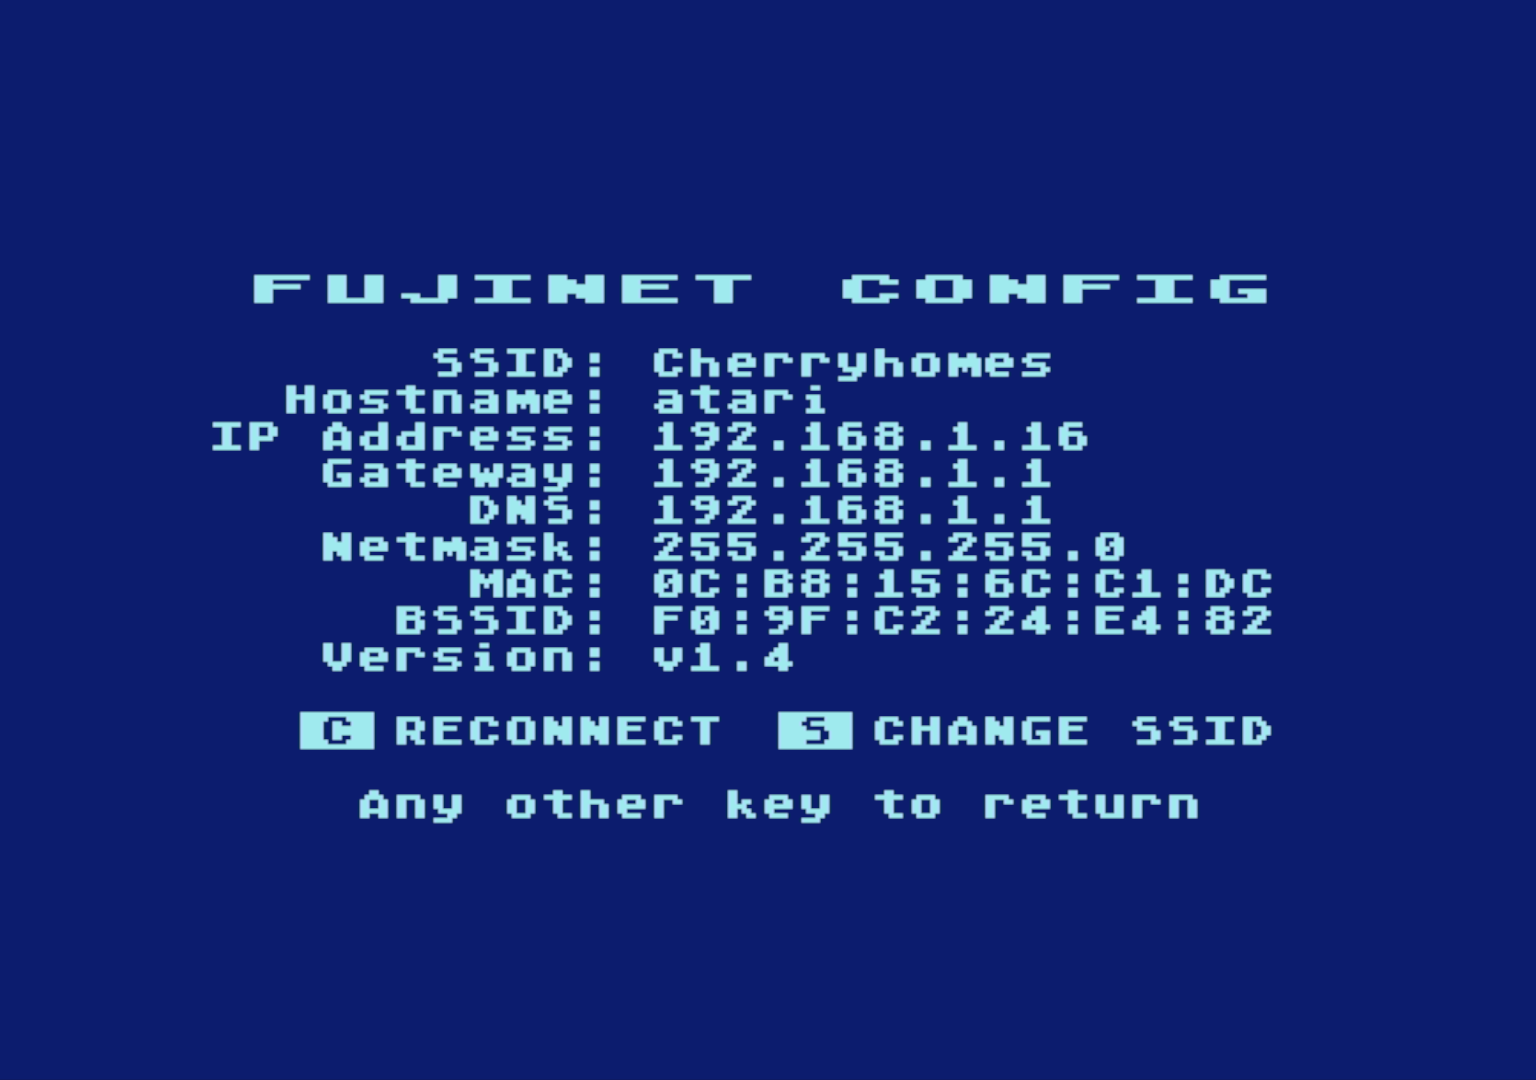 FUJINET CONFIG
SSID: Cherryhomes
Hostname: atari
IP Address: 192.168.1.16
Gateway: 192.168.1.1
DNS: 192.168.1.1
Netmask: 255.255.255.0
MAC: 0C:B8:15:6C:C1:DC
BSSID: F0:9F:C2:24:E4:82
Version: v1.4
C RECONNECT S CHANGE SSID
Any other key to return